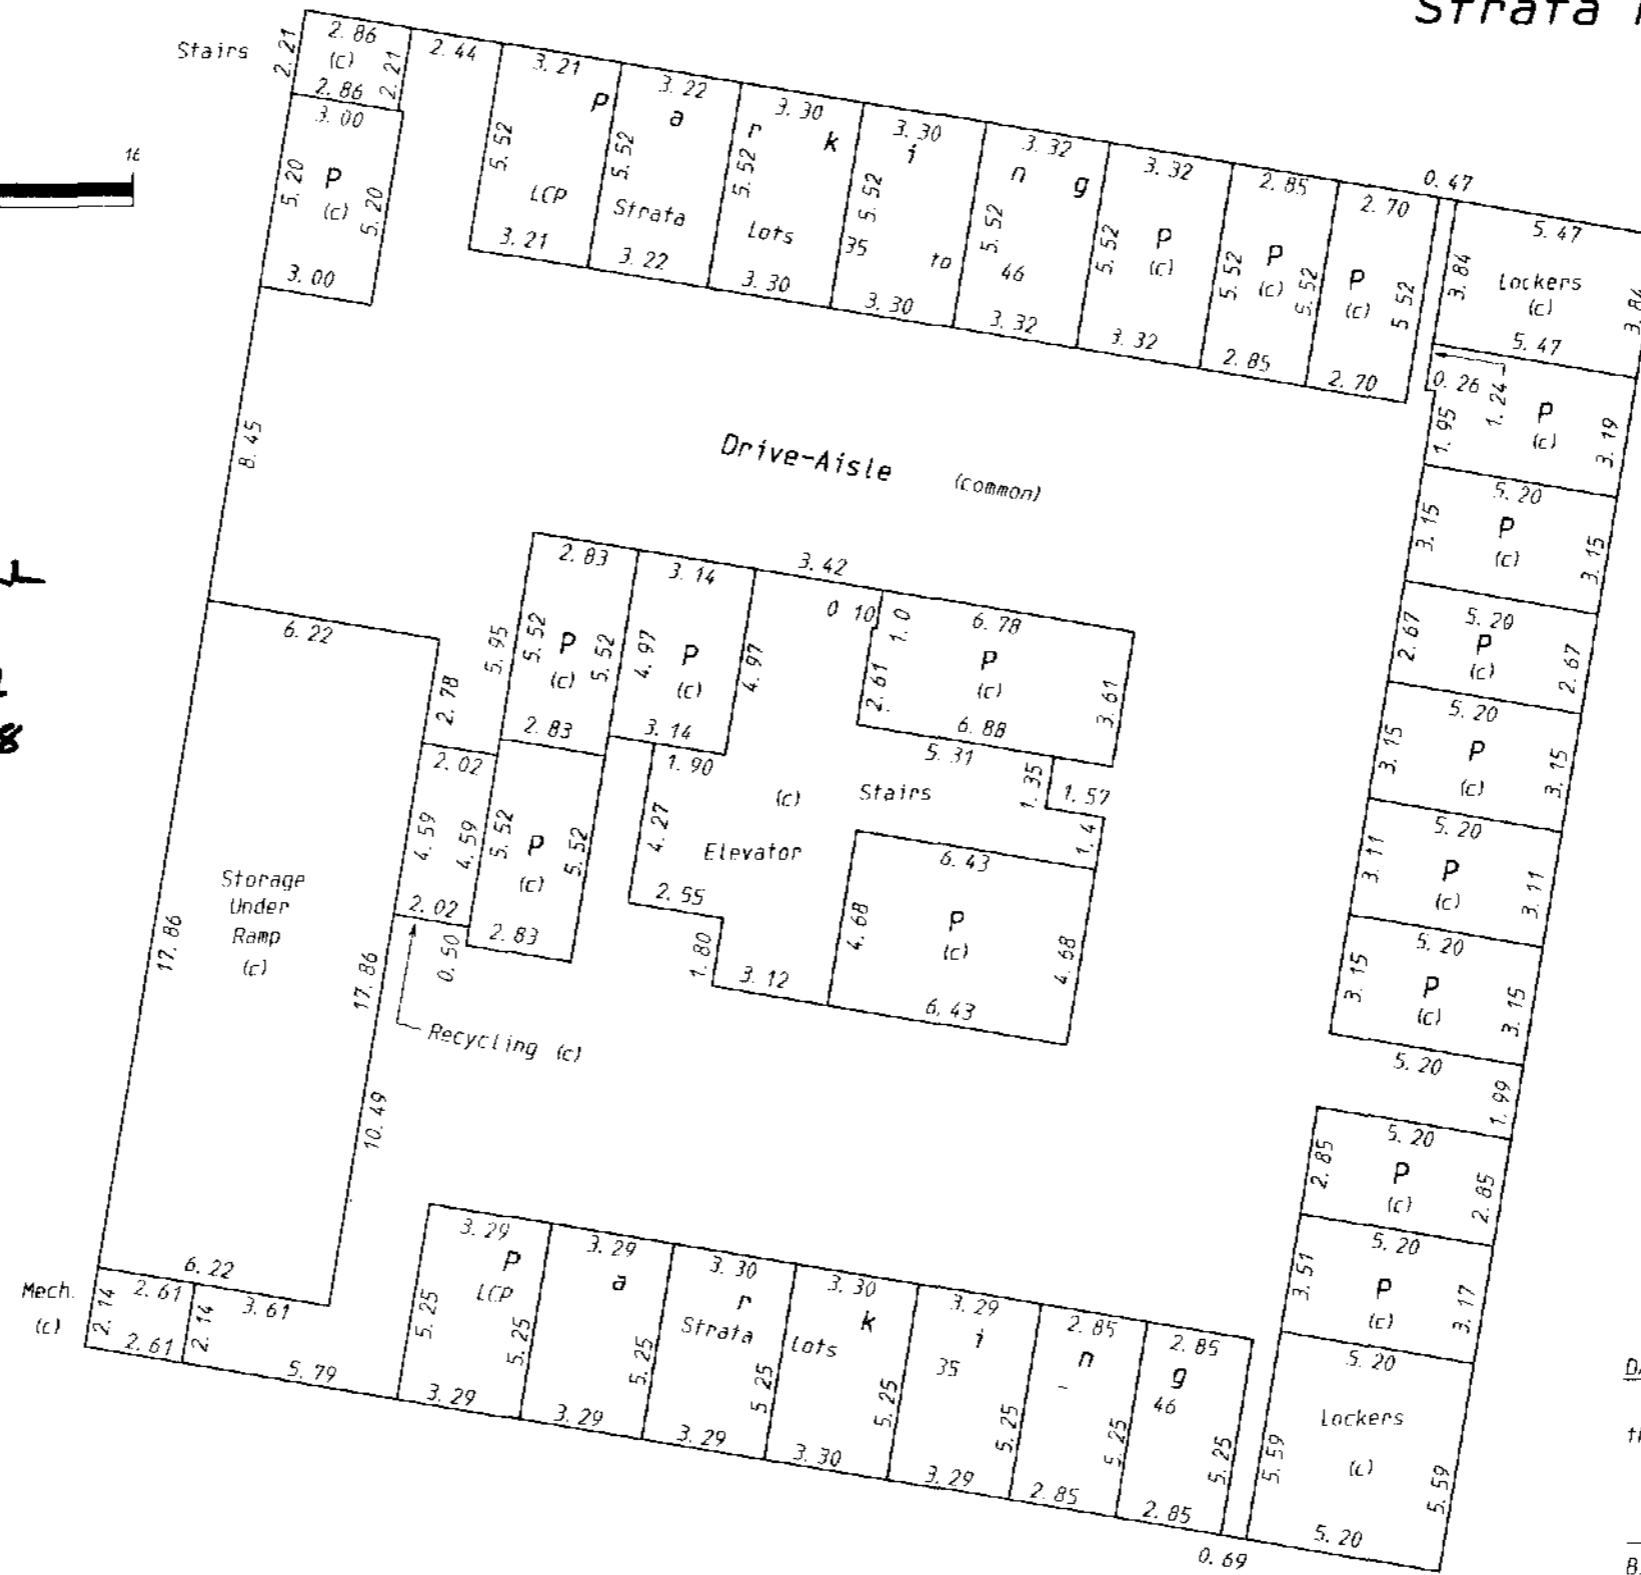 Strata
Stairs
2.21
2.86
(c)
2.21
2.86
2.44
3.21
3.22
3.30
3.30
3.32
3.32
2.85
2.70
0.47
5.47
16
3.00
5.20
P
(c)
5.20
3.00
5.52
P
LCP
3.21
5.52
a
Strata
3.22
5.52
r
k
Lots
3.30
5.52
i
35
to
3.30
5.52
n
g
46
3.32
5.52
P
(c)
3.32
5.52
P
(c)
5.52
2.85
P
(c)
5.52
2.70
3.84
Lockers
(c)
3.84
5.47
0.26
1.24
1.95
P
(c)
3.19
8.45
Drive-Aisle (common)
5.20
3.15
P
(c)
3.15
5.20
2.67
P
(c)
2.67
5.20
3.15
P
(c)
3.15
5.20
3.11
P
(c)
3.11
5.20
3.15
P
(c)
3.15
5.20
1.99
2.83
3.14
3.42
0 10
1.0
6.78
5.95
5.52
P
(c)
5.52
2.83
4.97
P
(c)
4.97
3.14
2.61
P
(c)
3.61
6.88
6.22
2.78
2.02
4.59
4.59
2.02
0.50
5.52
P
(c)
5.52
2.83
1.90
(c)
Stairs
5.31
1.35
1.57
1.4
4.27
Elevator
2.55
1.80
3.12
6.43
4.68
P
(c)
4.68
6.43
Storage
Under
Ramp
(c)
17.86
17.86
Recycling (c)
10.49
5.20
2.85
P
(c)
2.85
5.20
3.51
P
(c)
3.17
5.20
6.22
Mech.
(c)
2.14
2.61
2.14
2.61
3.61
5.79
3.29
P
LCP
5.25
5.25
3.29
3.29
a
5.25
3.29
3.30
r
Strata
5 25
3.29
3.30
k
Lots
5.25
3.30
3.29
i
35
5.25
3.29
2.85
n
-
5.25
2.85
2.85
g
46
5.25
2.85
0.69
Lockers
(c)
5.59
5.59
5.20